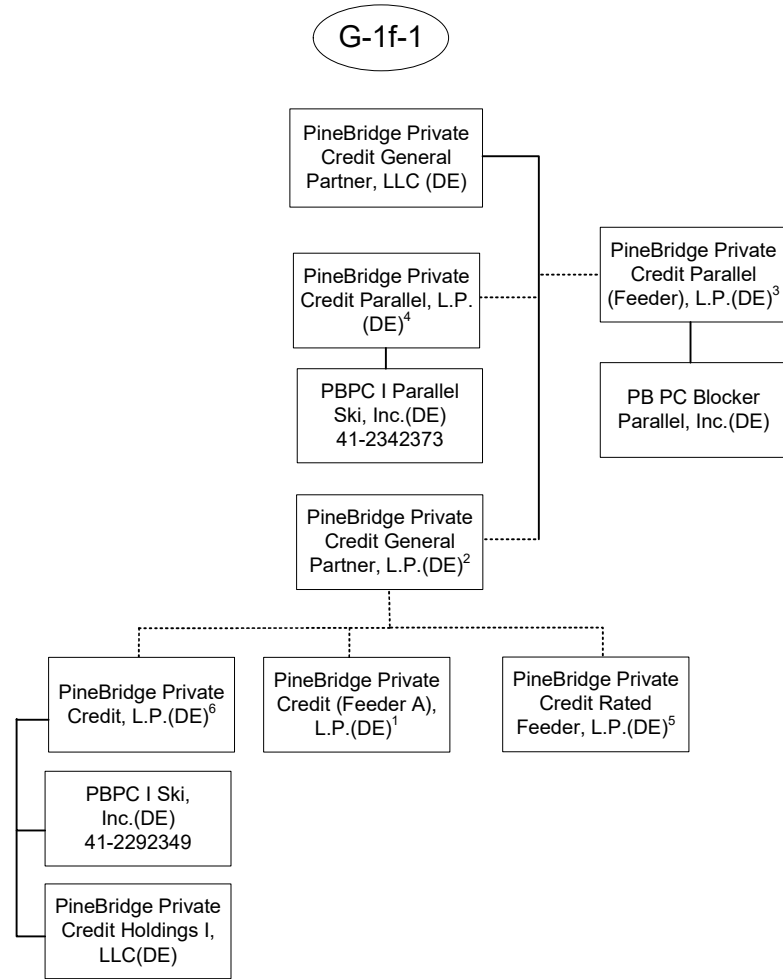 G-1f-1
PineBridge Private
Credit General
Partner, LLC (DE)
PineBridge Private
Credit Parallel, L.P.
(DE)4
PineBridge Private
Credit Parallel
(Feeder), L.P.(DE)3
PBPC I Parallel
Ski, Inc.(DE)
41-2342373
PB PC Blocker
Parallel, Inc.(DE)
PineBridge Private
Credit General
Partner, L.P.(DE)2
PineBridge Private
Credit, L.P.(DE)6
PineBridge Private
Credit (Feeder A),
L.P.(DE)1
PineBridge Private
Credit Rated
Feeder, L.P.(DE)5
PBPC I Ski,
Inc.(DE)
41-2292349
PineBridge Private
Credit Holdings I,
LLC(DE)